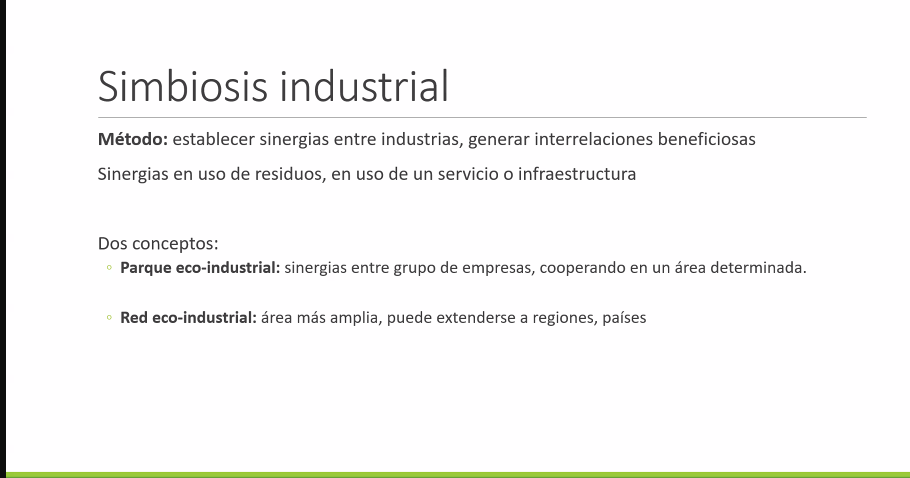 Simbiosis industrial
Método: establecer sinergias entre industrias, generar interrelaciones beneficiosas
Sinergias en uso de residuos, en uso de un servicio o infraestructura
Dos conceptos:
◦ Parque eco-industrial: sinergias entre grupo de empresas, cooperando en un área determinada.
◦ Red eco-industrial: área más amplia, puede extenderse a regiones, países